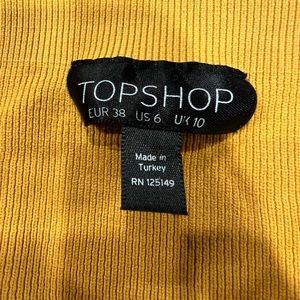 TOPSHOP
EUR 38 US 6 UK 10
Made in
Turkey
RN 125149